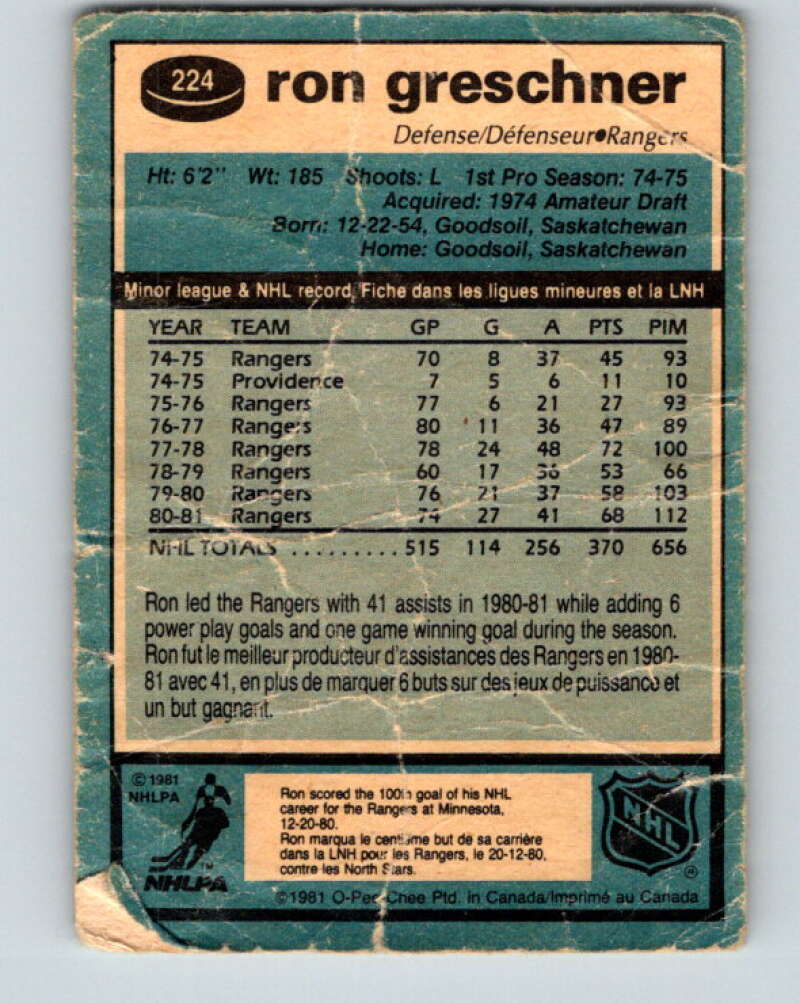 224 ron greschner
Defense/Défenseur●Rangers
Ht: 6'2" Wt: 185 Shoots: L 1st Pro Season: 74-75
Acquired: 1974 Amateur Draft
Born: 12-22-54, Goodsoil, Saskatchewan
Home: Goodsoil, Saskatchewan
Minor league & NHL record, Fiche dans les ligues mineures et la LNH
YEAR TEAM GP G A PTS PIM
74-75 Rangers 70 8 37 45 93
74-75 Providence 7 5 6 11 10
75-76 Rangers 77 6 21 27 93
76-77 Rangers 80 11 36 47 89
77-78 Rangers 78 24 48 72 100
78-79 Rangers 60 17 36 53 66
79-80 Rangers 76 21 37 58 103
80-81 Rangers 74 27 41 68 112
NHL TOTALS .......... 515 114 256 370 656
Ron led the Rangers with 41 assists in 1980-81 while adding 6
power play goals and one game winning goal during the season.
Ron fut le meilleur producteur d'assistances des Rangers en 1980-
81 avec 41, en plus de marquer 6 buts sur des jeux de puissance et
un but gagnant.
© 1981
NHLPA
NHLPA
TM
Ron scored the 100th goal of his NHL
career for the Rangers at Minnesota,
12-20-80.
Ron marqua le centième but de sa carrière
dans la LNH pour les Rangers, le 20-12-80,
contre les North Stars.
NHL
®
©1981 O-Pee-Chee Ptd. in Canada/Imprimé au Canada